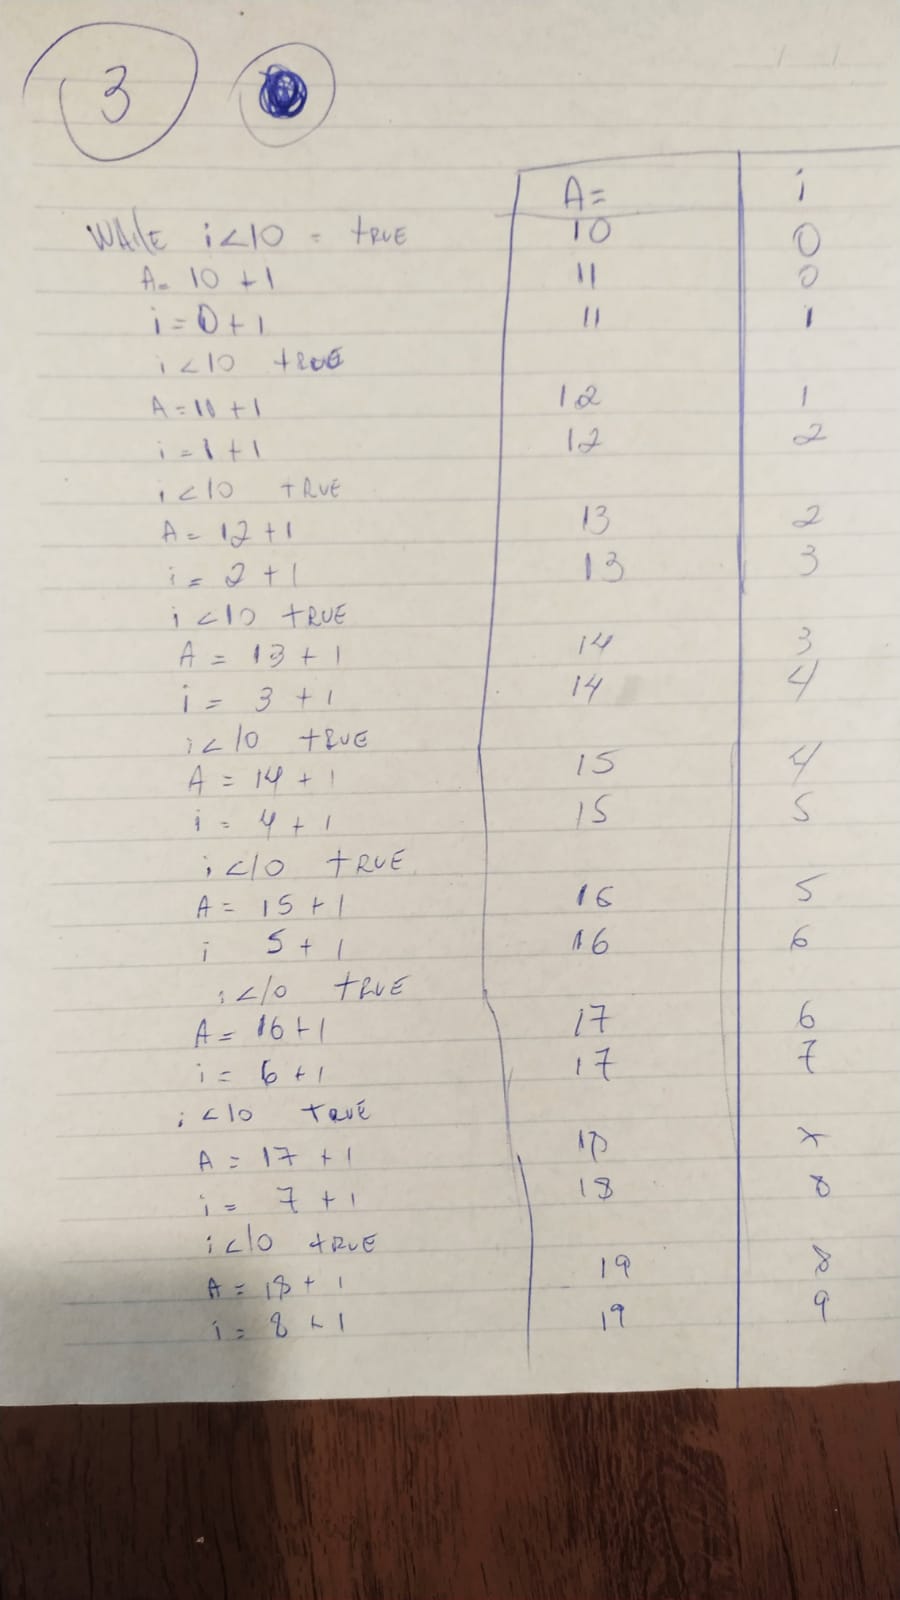 3
A= i
WHILE i<10 = tRUE 10 0
A= 10 +1 11 0
i=0+1 11 1
i<10 tRUE
A=11+1 12 1
i=1+1 12 2
i<10 TRUE
A= 12+1 13 2
i= 2+1 13 3
i<10 tRUE
A = 13+1 14 3
i= 3+1 14 4
i<10 tRUE
A = 14+1 15 4
i= 4+1 15 5
i<10 tRUE
A= 15+1 16 5
i 5+1 16 6
i<10 tRUE
A= 16+1 17 6
i= 6+1 17 7
i<10 tRUE
A= 17+1 18
i= 7+1 18 8
i<10 tRUE
A= 18+1 19 8
i= 8+1 19 9